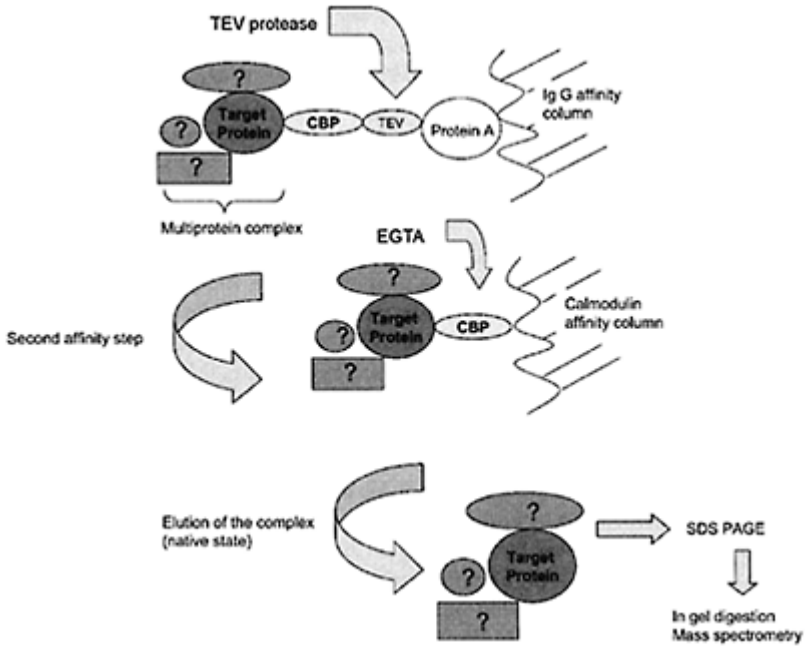 TEV protease
?
Target
Protein
CBP
TEV
Protein A
Ig G affinity
column
?
?
Multiprotein complex
EGTA
?
Target
Protein
CBP
Calmodulin
affinity column
?
?
Second affinity step
Elution of the complex
(native state)
?
Target
Protein
?
?
SDS PAGE
In gel digestion
Mass spectrometry